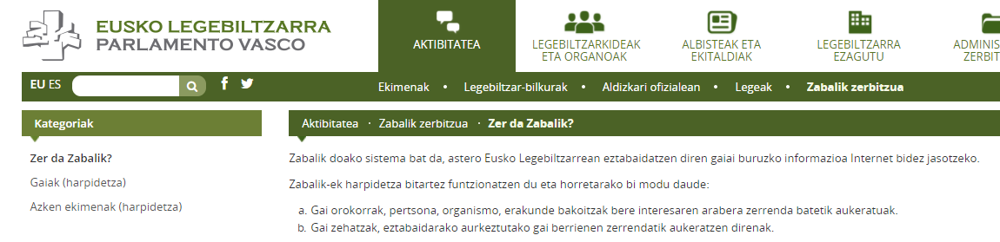 EUSKO LEGEBILTZARRA
PARLAMENTO VASCO
AKTIBITATEA
LEGEBILTZARKIDEAK
ETA ORGANOAK
ALBISTEAK ETA
EKITALDIAK
LEGEBILTZARRA
EZAGUTU
ADMINIS
ZERBIT
EU ES
Ekimenak • Legebiltzar-bilkurak • Aldizkari ofizialean • Legeak • Zabalik zerbitzua
Kategoriak
Zer da Zabalik?
Gaiak (harpidetza)
Azken ekimenak (harpidetza)
Aktibitatea · Zabalik zerbitzua · Zer da Zabalik?
Zabalik doako sistema bat da, astero Eusko Legebiltzarrean eztabaidatzen diren gaiai buruzko informazioa Internet bidez jasotzeko.
Zabalik-ek harpidetza bitartez funtzionatzen du eta horretarako bi modu daude:
a. Gai orokorrak, pertsona, organismo, erakunde bakoitzak bere interesaren arabera zerrenda batetik aukeratuak.
b. Gai zehatzak, eztabaidarako aurkeztutako gai berrienen zerrendatik aukeratzen direnak.